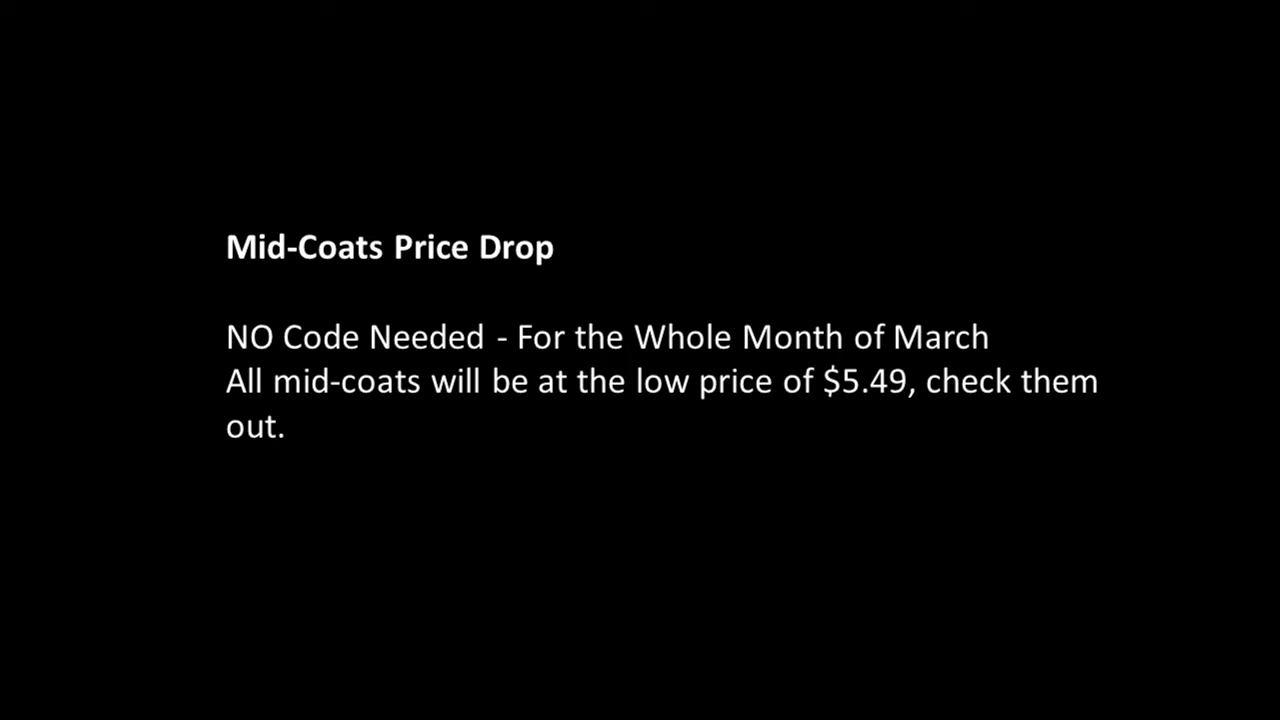 Mid-Coats Price Drop
NO Code Needed - For the Whole Month of March
All mid-coats will be at the low price of $5.49, check them
out.